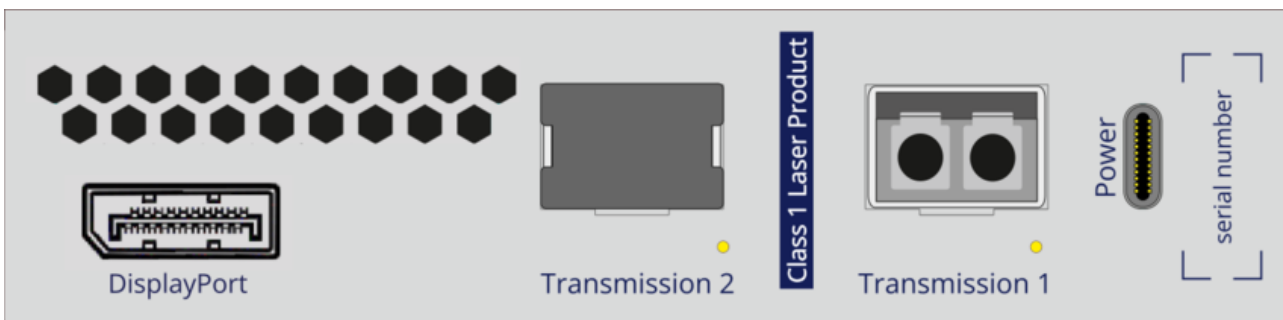 DisplayPort
Transmission 2
Class 1 Laser Product
Transmission 1
Power
serial number